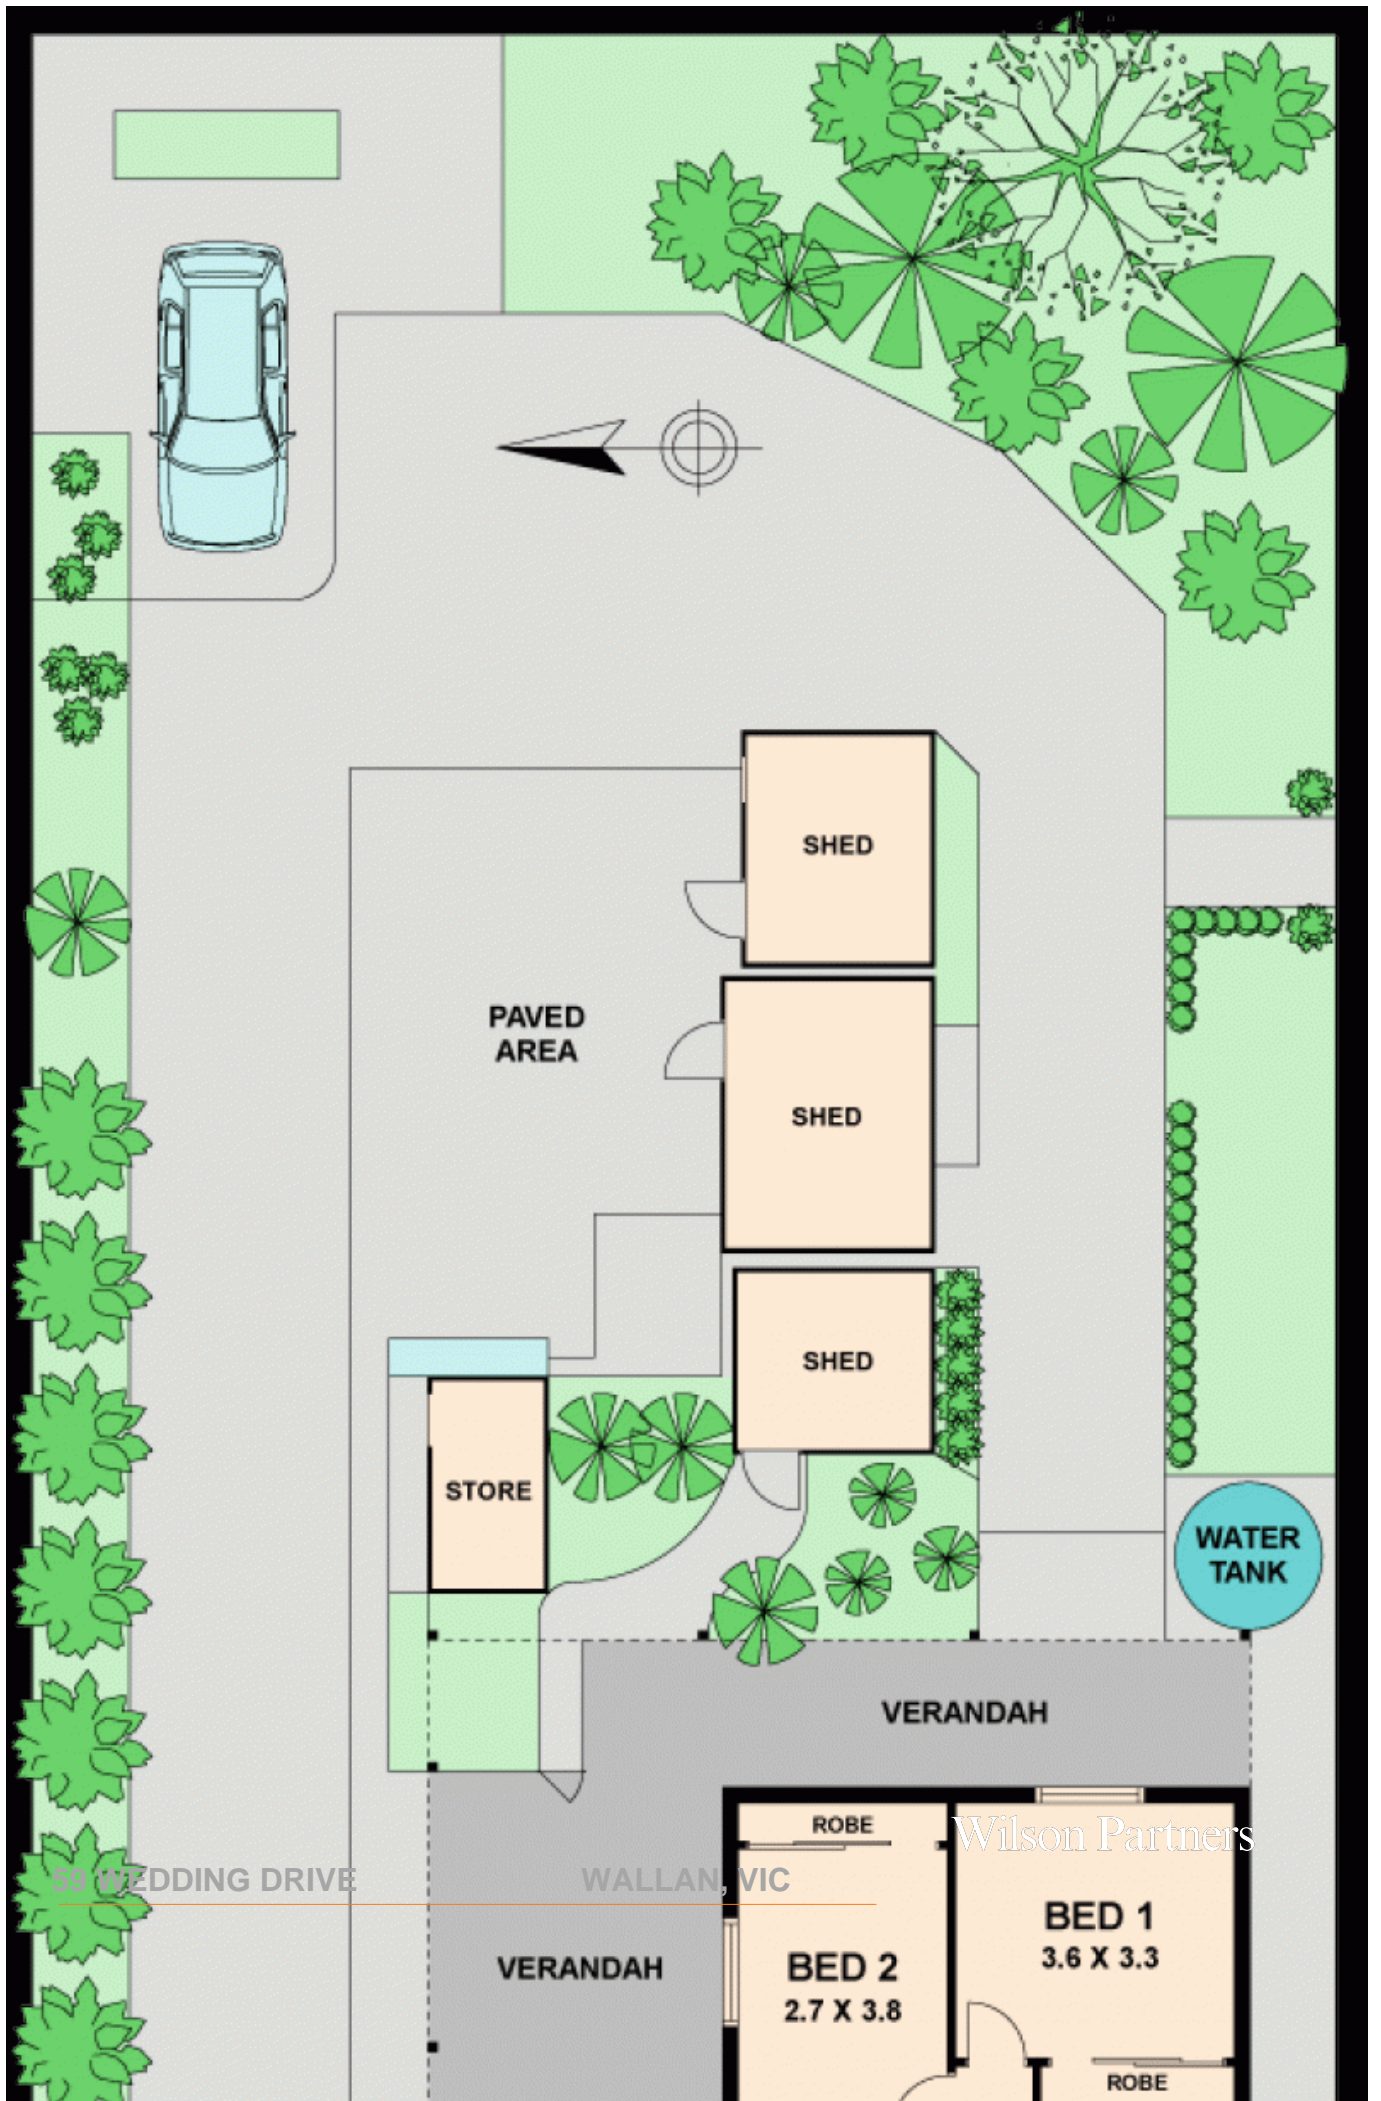 SHED
PAVED
AREA
SHED
SHED
STORE
WATER
TANK
VERANDAH
ROBE
Wilson Partners
59 WEDDING DRIVE
WALLAN, VIC
BED 1
3.6 X 3.3
VERANDAH
BED 2
2.7 X 3.8
ROBE